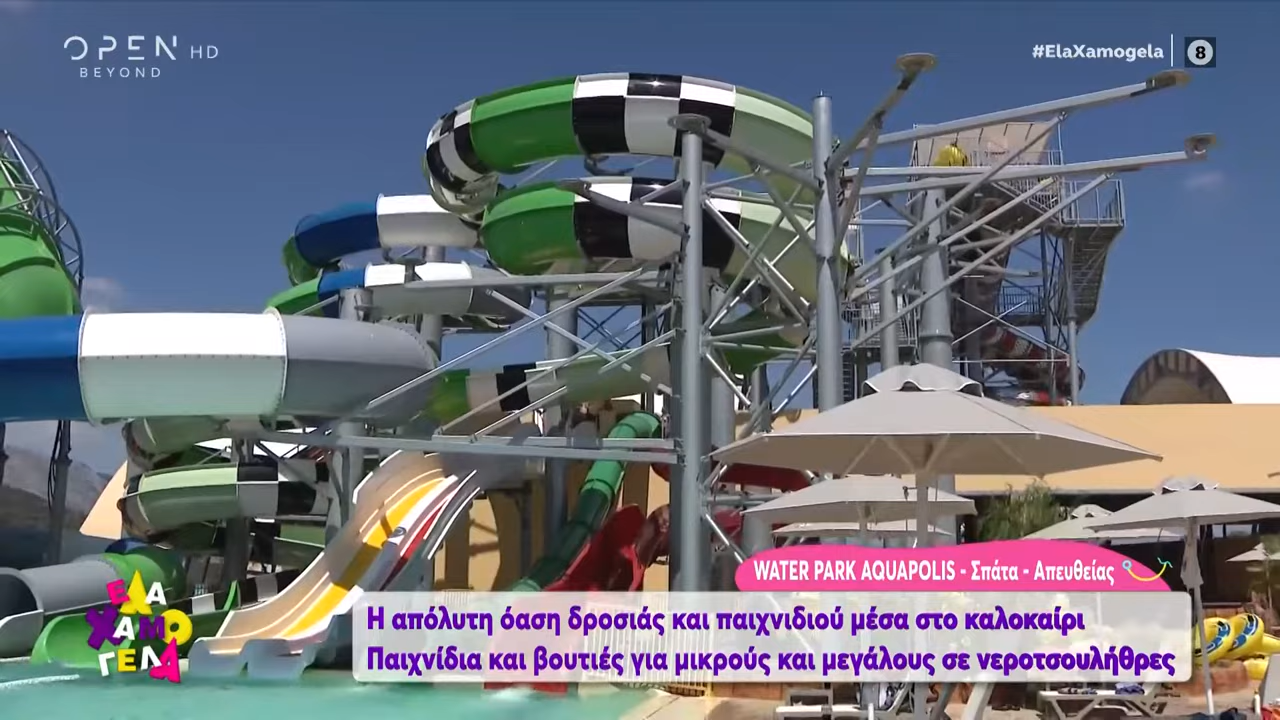 OPEN HD
BEYOND
#ElaXamogela
8
WATER PARK AQUAPOLIS - Σπάτα - Απευθείας
Η απόλυτη όαση δροσιάς και παιχνιδιού μέσα στο καλοκαίρι
Παιχνίδια και βουτιές για μικρούς και μεγάλους σε νεροτσουλήθρες
ΕΛΑ
ΧΑΜΟ
ΓΕΛΑ